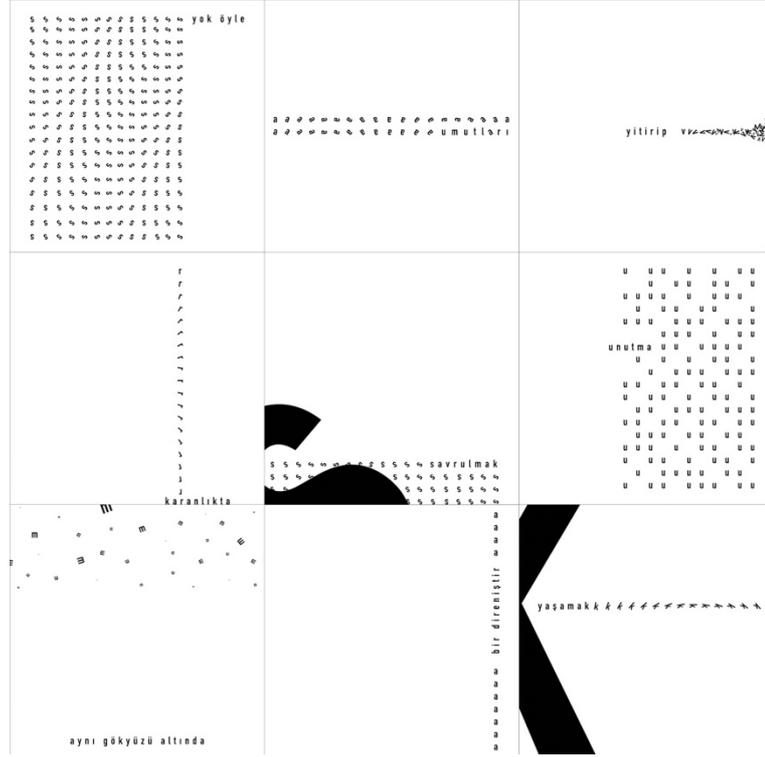 yok öyle
umutları
yitirip
karanlıkta
savrulmak
unutma
aynı gökyüzü altında
bir direniştir
yaşamak